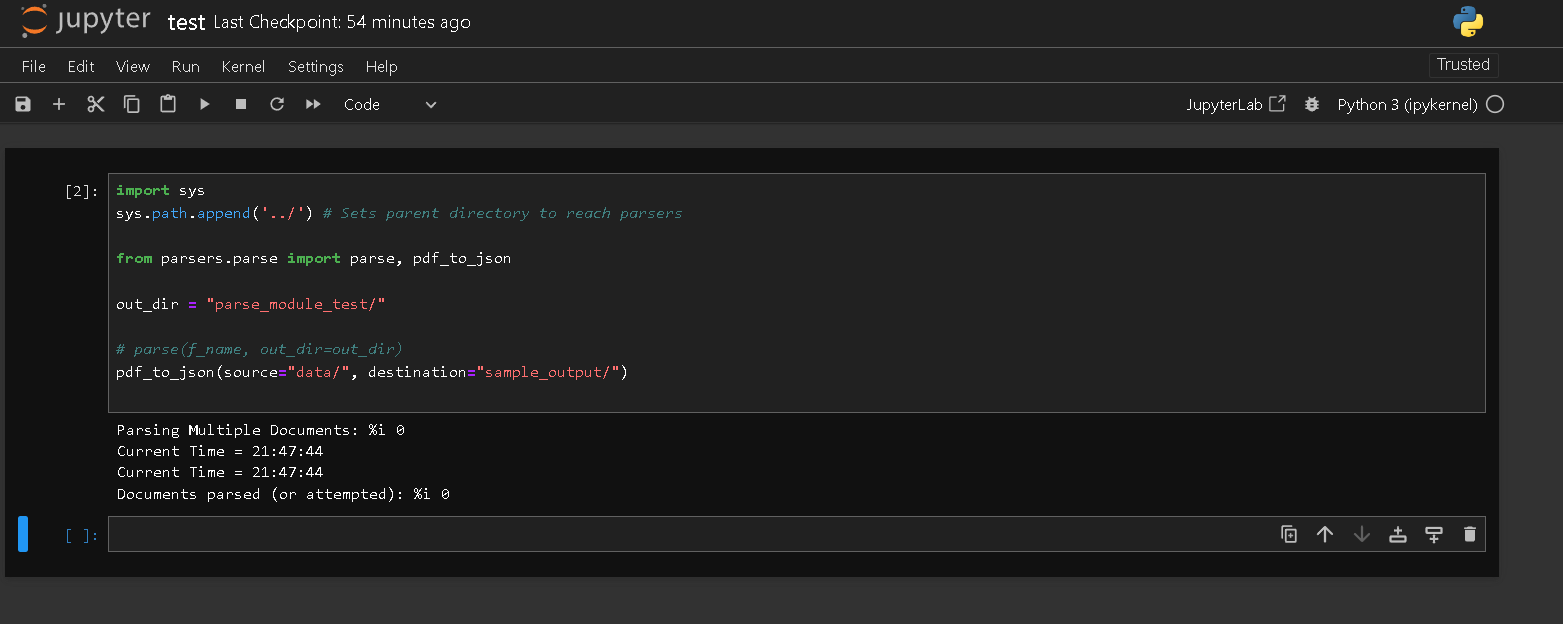 jupyter test Last Checkpoint: 54 minutes ago
File Edit View Run Kernel Settings Help Trusted
Code JupyterLab Python 3 (ipykernel)
[2]: import sys
sys.path.append('../') # Sets parent directory to reach parsers
from parsers.parse import parse, pdf_to_json
out_dir = "parse_module_test/"
# parse(f_name, out_dir=out_dir)
pdf_to_json(source="data/", destination="sample_output/")
Parsing Multiple Documents: %i 0
Current Time = 21:47:44
Current Time = 21:47:44
Documents parsed (or attempted): %i 0
[ ]: